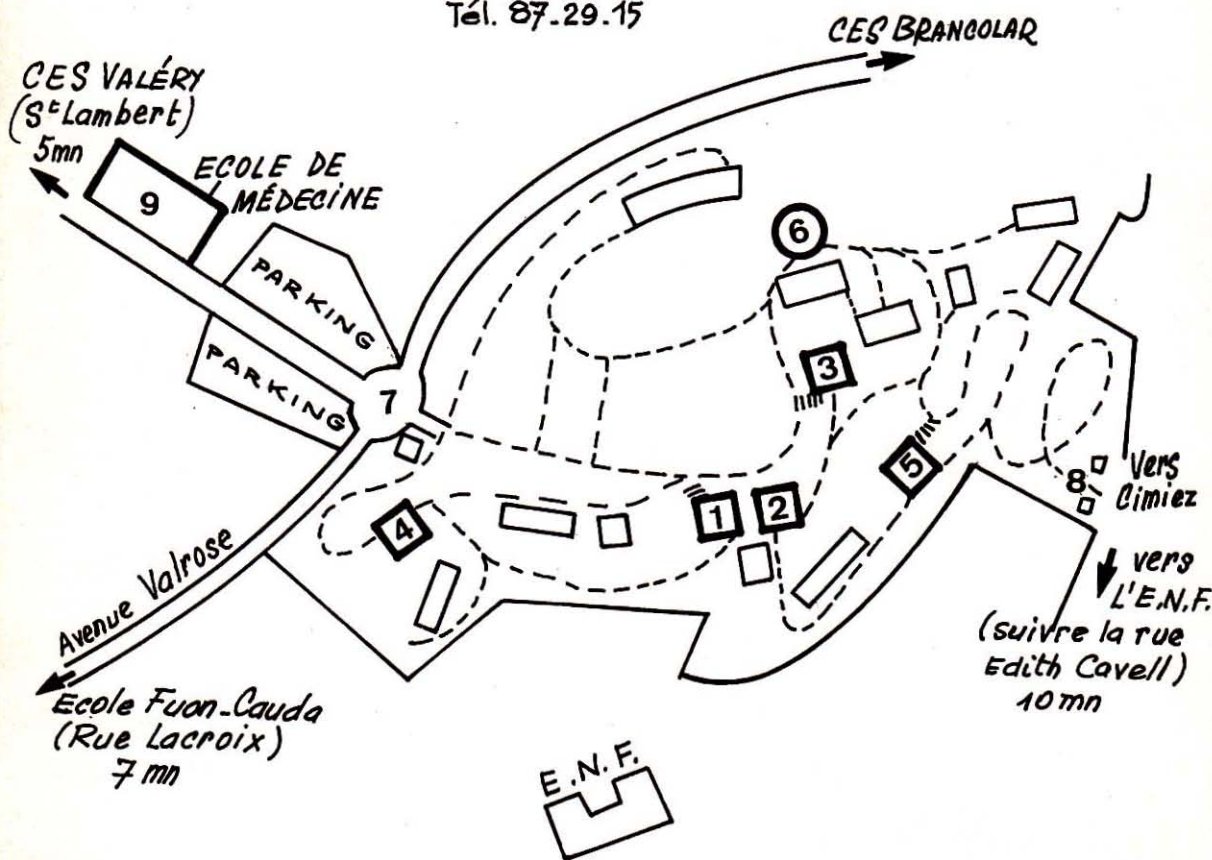 Tél. 87-29-15
CES BRANCOLAR
CES VALÉRY
(St Lambert)
5mn
ECOLE DE
MÉDECINE
9
PARKING
PARKING
7
6
3
5
4
1
2
8
Vers
Cimiez
vers
L'E.N.F.
(suivre la rue
Edith Cavell)
10mn
Avenue Valrose
Ecole Fuon-Cauda
(Rue Lacroix)
7 mn
E.N.F.